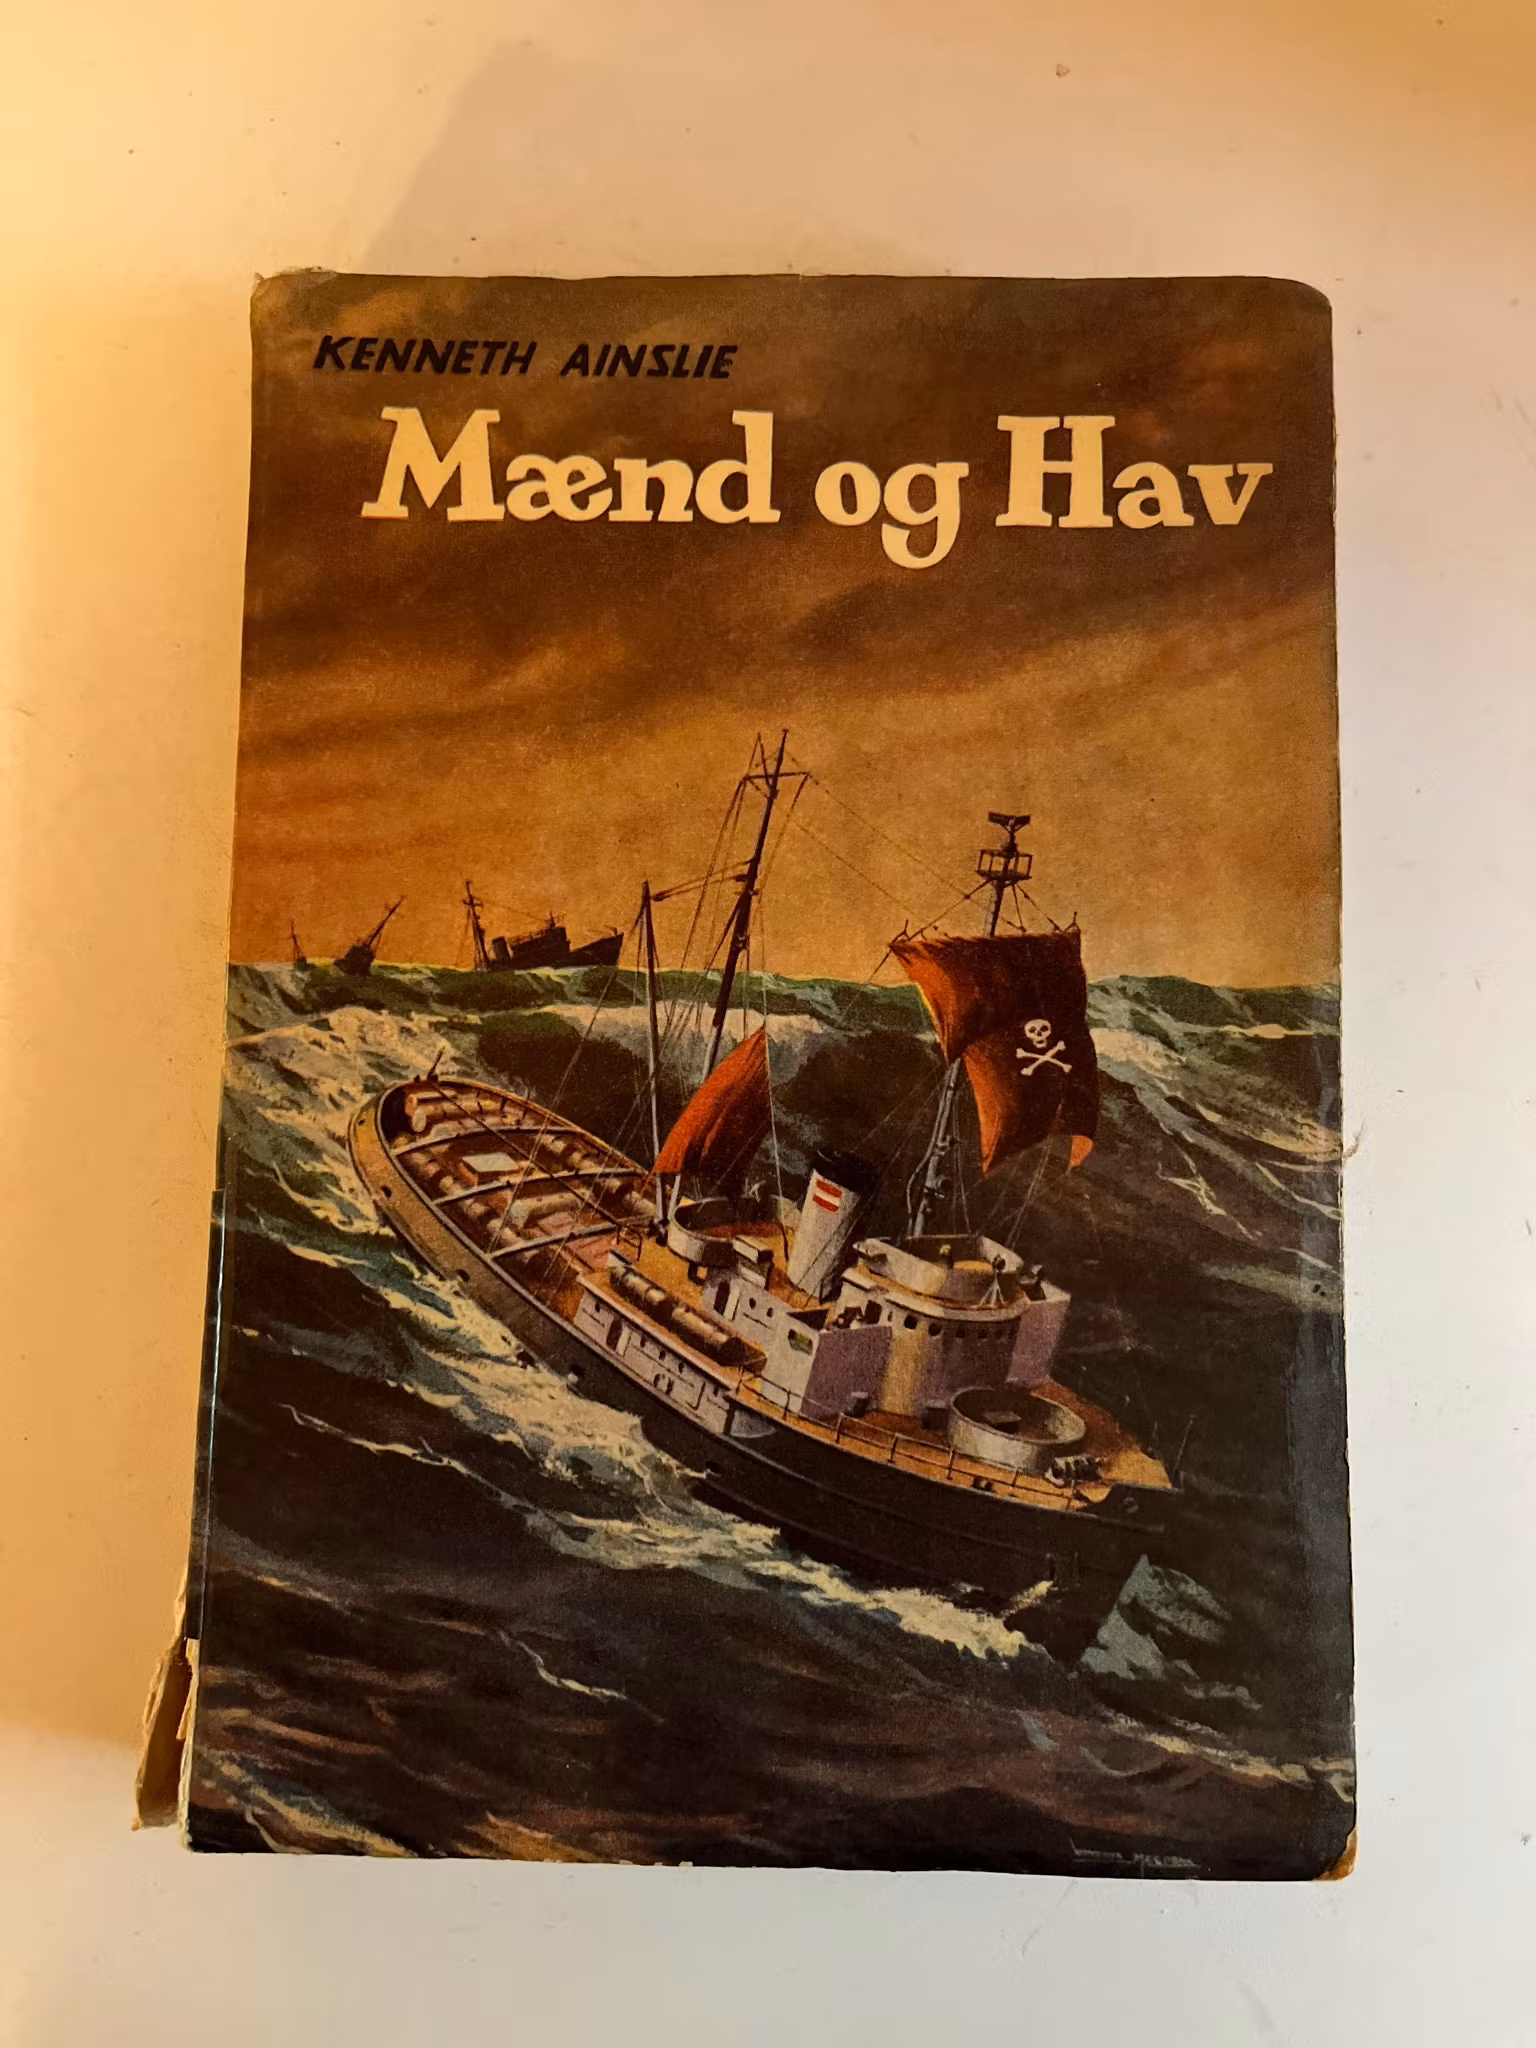 KENNETH AINSLIE
Mænd og Hav